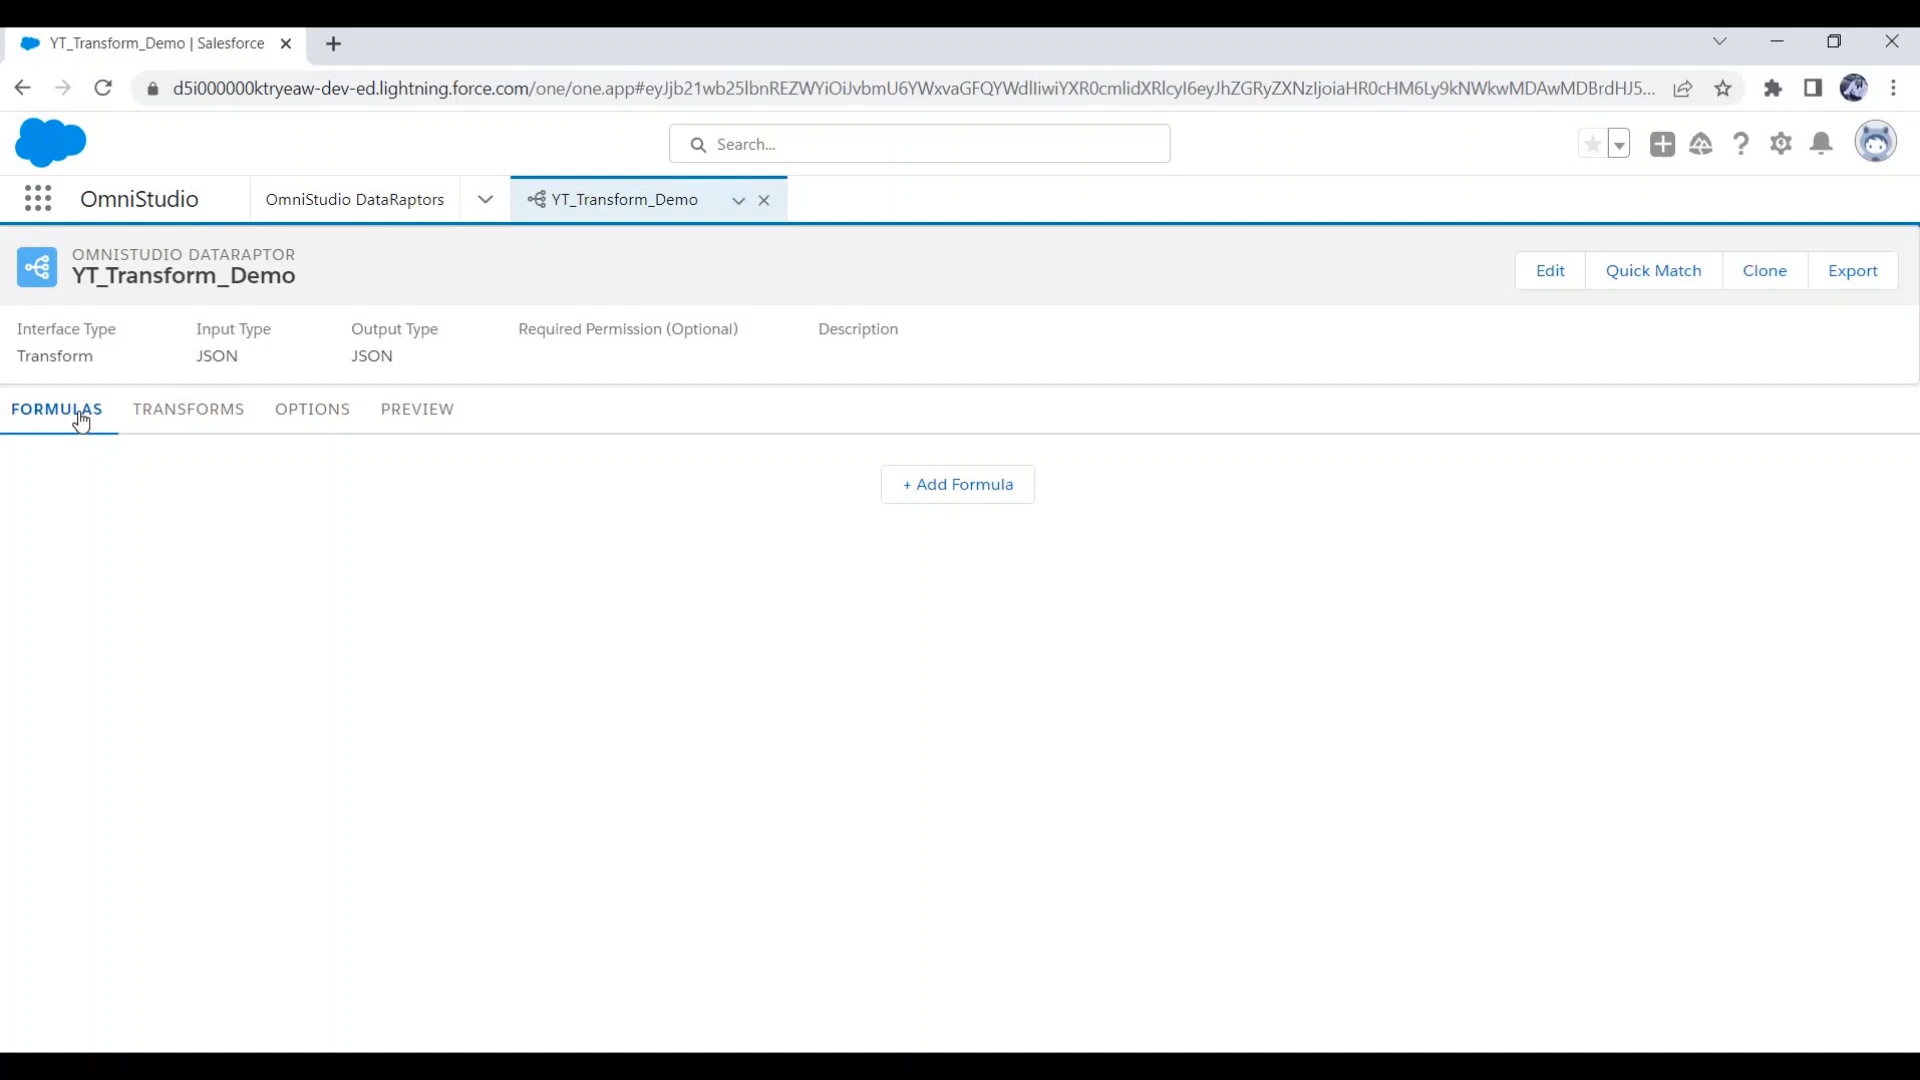 YT_Transform_Demo | Salesforce
d5i000000ktryeaw-dev-ed.lightning.force.com/one/one.app#eyJjb21wb25lbnREZWYiOiJvbmU6YWxvaGFQYWdlIiwiYXR0cmlidXRlcyI6eyJhZGRyZXNzIjoiaHR0cHM6Ly9kNWkwMDAwMDBrdHJ5...
Search...
OmniStudio
OmniStudio DataRaptors
YT_Transform_Demo
OMNISTUDIO DATARAPTOR
YT_Transform_Demo
Edit
Quick Match
Clone
Export
Interface Type
Input Type
Output Type
Required Permission (Optional)
Description
Transform
JSON
JSON
FORMULAS
TRANSFORMS
OPTIONS
PREVIEW
+ Add Formula